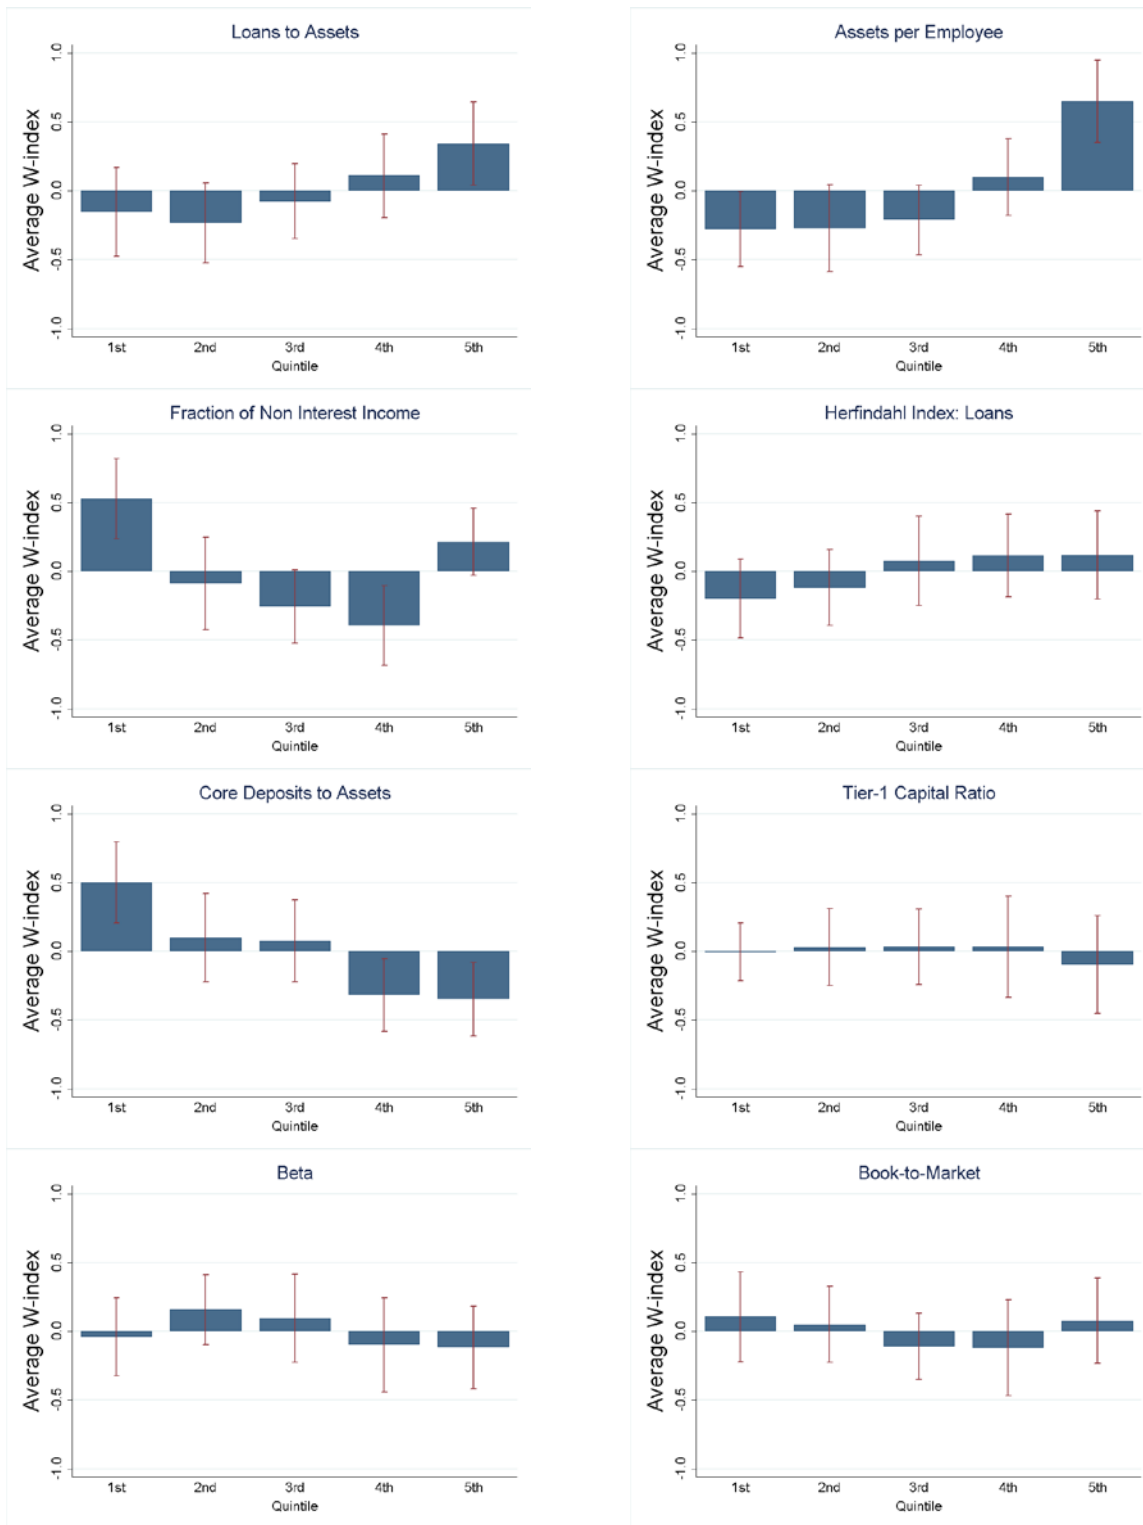 Loans to Assets
Average W-index
1.0
0.5
0.0
-0.5
-1.0
1st 2nd 3rd 4th 5th
Quintile
Assets per Employee
Average W-index
1.0
0.5
0.0
-0.5
-1.0
1st 2nd 3rd 4th 5th
Quintile
Fraction of Non Interest Income
Average W-index
1.0
0.5
0.0
-0.5
-1.0
1st 2nd 3rd 4th 5th
Quintile
Herfindahl Index: Loans
Average W-index
1.0
0.5
0.0
-0.5
-1.0
1st 2nd 3rd 4th 5th
Quintile
Core Deposits to Assets
Average W-index
1.0
0.5
0.0
-0.5
-1.0
1st 2nd 3rd 4th 5th
Quintile
Tier-1 Capital Ratio
Average W-index
1.0
0.5
0.0
-0.5
-1.0
1st 2nd 3rd 4th 5th
Quintile
Beta
Average W-index
1.0
0.5
0.0
-0.5
-1.0
1st 2nd 3rd 4th 5th
Quintile
Book-to-Market
Average W-index
1.0
0.5
0.0
-0.5
-1.0
1st 2nd 3rd 4th 5th
Quintile